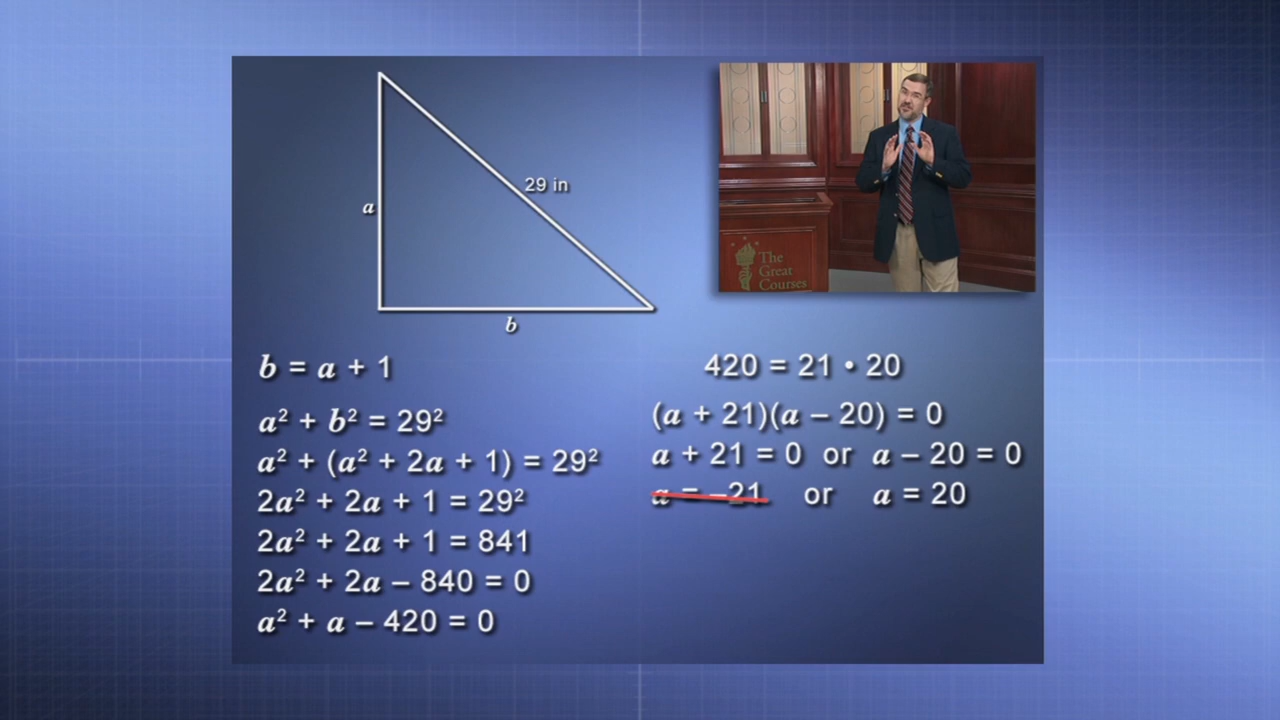 29 in
a
b
The
Great
Courses
b = a + 1
a² + b² = 29²
a² + (a² + 2a + 1) = 29²
2a² + 2a + 1 = 29²
2a² + 2a + 1 = 841
2a² + 2a – 840 = 0
a² + a – 420 = 0
420 = 21 • 20
(a + 21)(a – 20) = 0
a + 21 = 0 or a – 20 = 0
a = –21 or a = 20